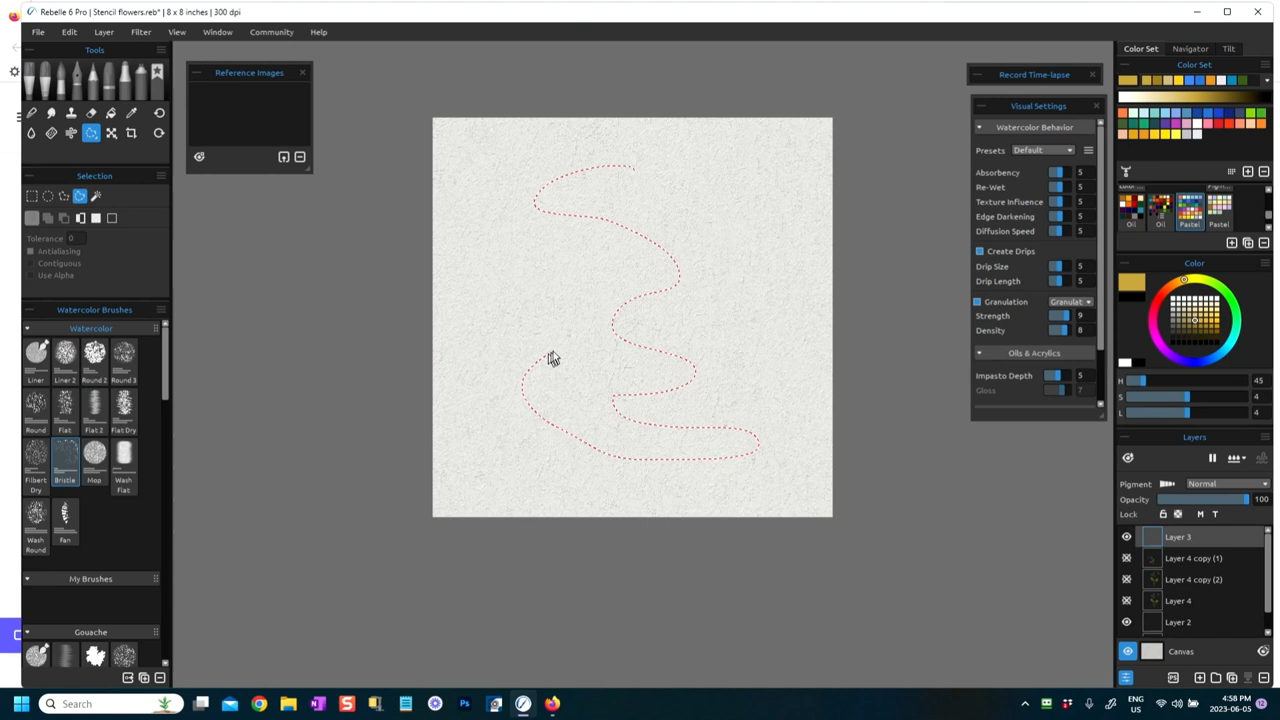 Rebelle 6 Pro | Stencil flowers.reb* | 8 x 8 inches | 300 dpi
File Edit Layer Filter View Window Community Help
Tools
Selection
Tolerance 0
Antialiasing
Contiguous
Use Alpha
Watercolor Brushes
Watercolor
Liner Liner 2 Round 2 Round 3
Round Flat Flat 2 Flat Dry
Filbert Dry Bristle Mop Wash Flat
Wash Round Fan
My Brushes
Gouache
Reference Images
Record Time-lapse
Visual Settings
Watercolor Behavior
Presets Default
Absorbency 5
Re-Wet 5
Texture Influence 5
Edge Darkening 5
Diffusion Speed 5
Create Drips
Drip Size 5
Drip Length 5
Granulation Granulat
Strength 9
Density 8
Oils & Acrylics
Impasto Depth 5
Gloss 7
Color Set Navigator Tilt
Color Set
Oil Oil Pastel Pastel
Color
H 45
S 4
L 4
Layers
Pigment Normal
Opacity 100
Lock M T
Layer 3
Layer 4 copy (1)
Layer 4 copy (2)
Layer 4
Layer 2
Canvas
PS
Search
ENG
US
4:58 PM
2023-06-05